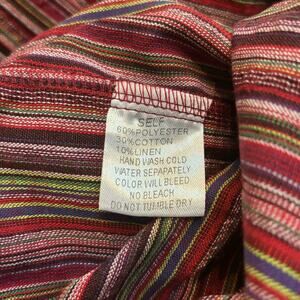 SELF
60%POLYESTER
30%COTTON
10%LINEN
HAND WASH COLD
WATER SEPAPATELY
COLOR WILL BLEED
NO BLEACH
DO NOT TUMBLE DRY